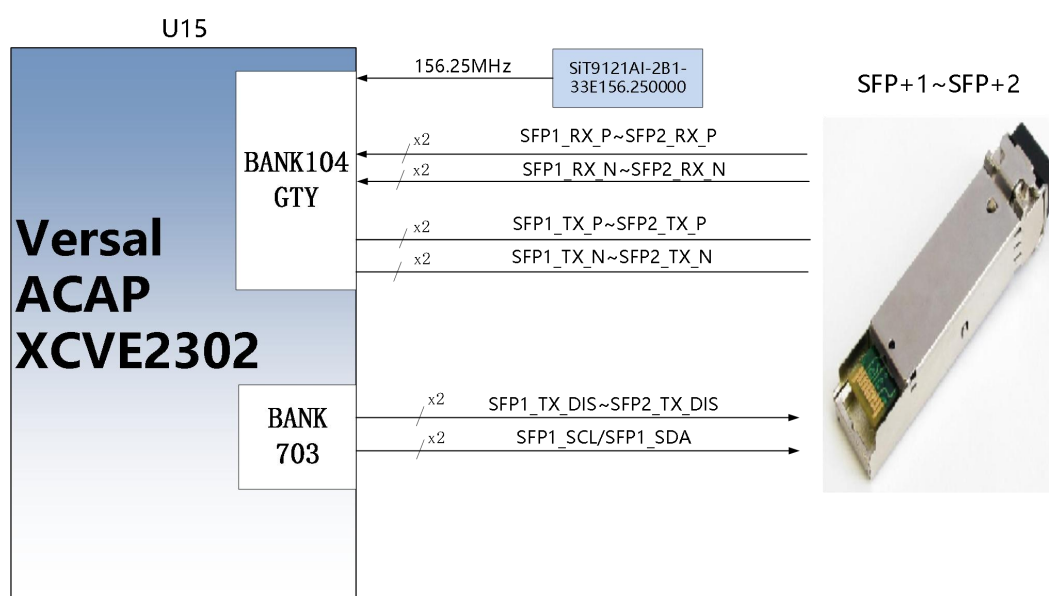 U15
156.25MHz
SiT9121AI-2B1-
33E156.250000
SFP+1~SFP+2
BANK104
GTY
x2
SFP1_RX_P~SFP2_RX_P
x2
SFP1_RX_N~SFP2_RX_N
x2
SFP1_TX_P~SFP2_TX_P
x2
SFP1_TX_N~SFP2_TX_N
Versal
ACAP
XCVE2302
BANK
703
x2
SFP1_TX_DIS~SFP2_TX_DIS
x2
SFP1_SCL/SFP1_SDA